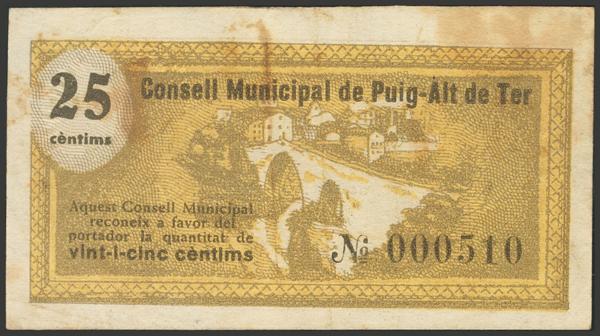 25
cèntims
Consell Municipal de Puig-Alt de Ter
Aquest Consell Municipal
reconeix a favor del
portador la quantitat de
vint-i-cinc cèntims
№ 000510